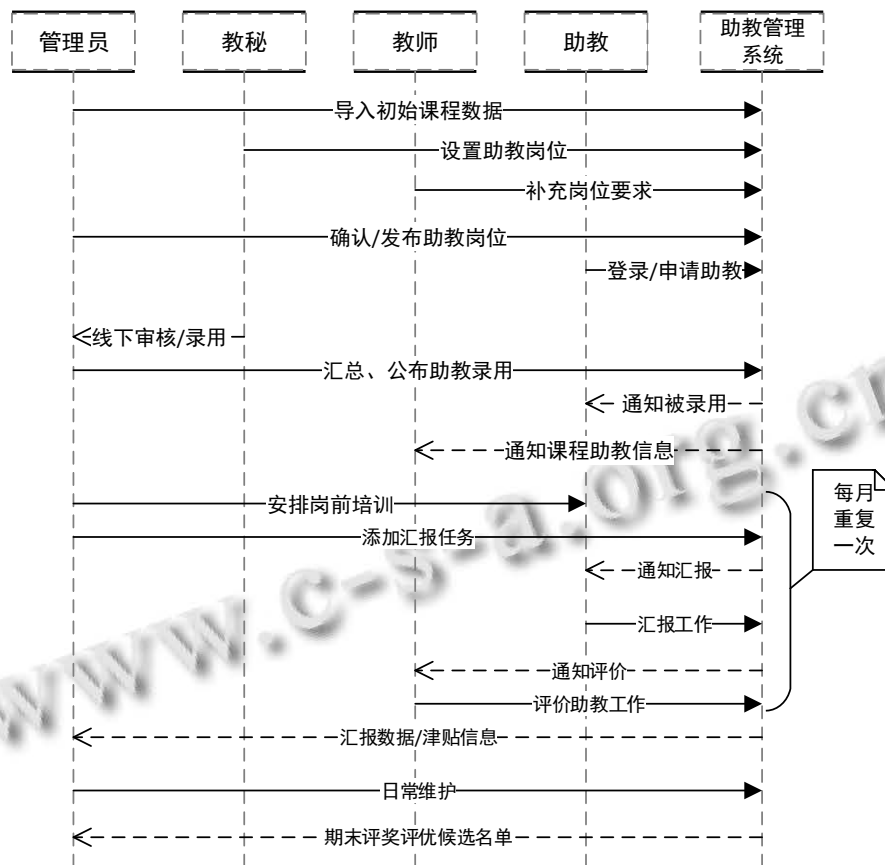 管理员
教秘
教师
助教
助教管理
系统
导入初始课程数据
设置助教岗位
补充岗位要求
确认/发布助教岗位
登录/申请助教
线下审核/录用
汇总、公布助教录用
通知被录用
通知课程助教信息
安排岗前培训
每月
重复
一次
添加汇报任务
通知汇报
汇报工作
通知评价
评价助教工作
汇报数据/津贴信息
日常维护
期末评奖评优候选名单
www.c-s-a.org.cn